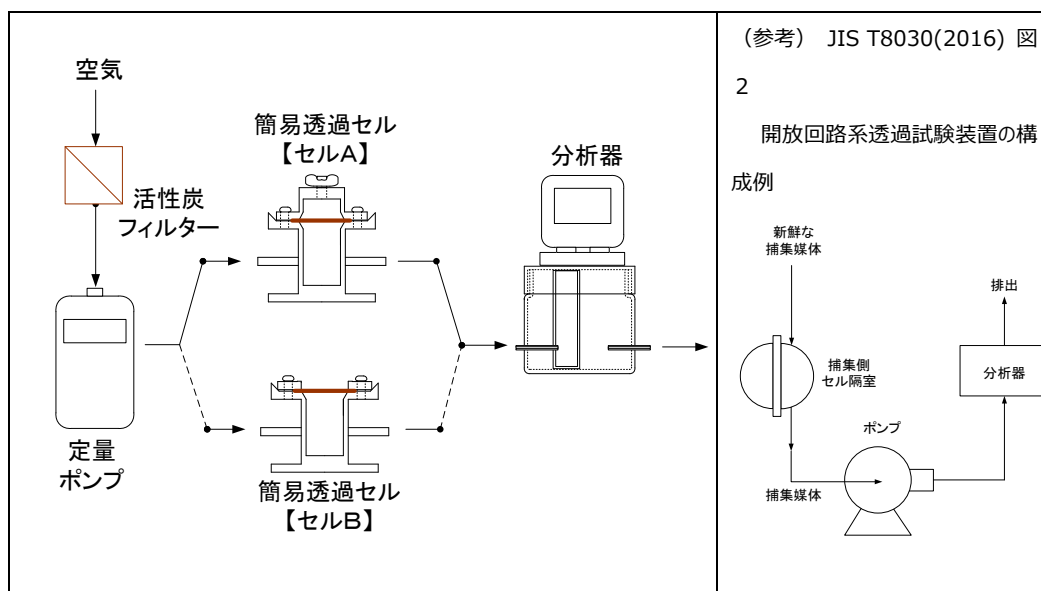 空気
活性炭
フィルター
定量
ポンプ
簡易透過セル
【セルA】
簡易透過セル
【セルB】
分析器
（参考） JIS T8030(2016) 図
2
開放回路系透過試験装置の構
成例
新鮮な
捕集媒体
捕集側
セル隔室
捕集媒体
ポンプ
分析器
排出